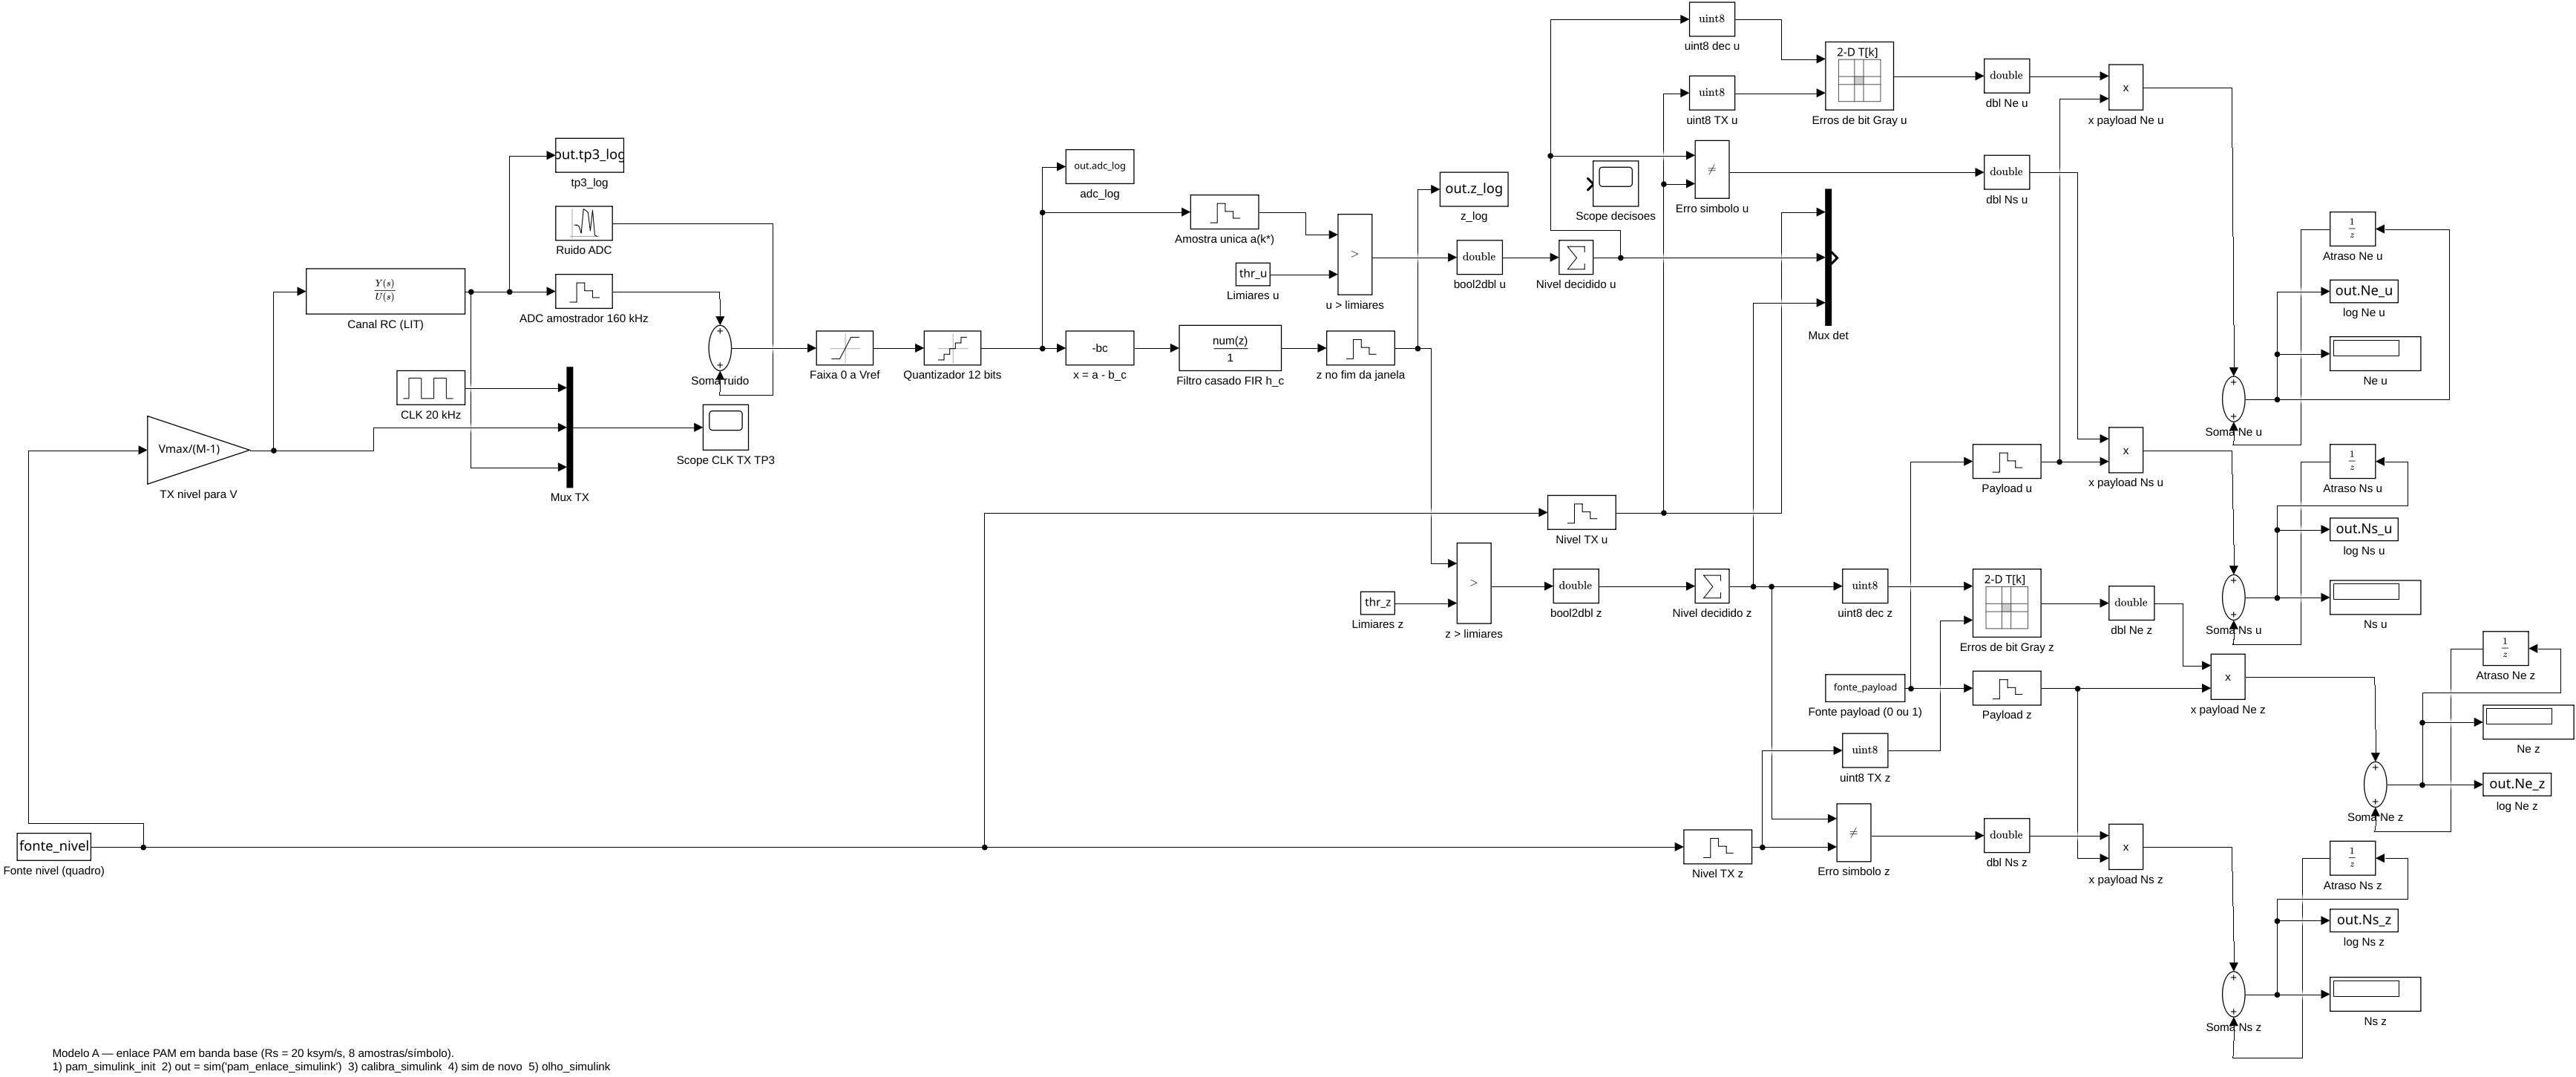 uint8
uint8 dec u
2-D T[k]
Erros de bit Gray u
double
dbl Ne u
x
x payload Ne u
uint8
uint8 TX u
out.tp3_log
tp3_log
out.adc_log
adc_log
≠
Erro simbolo u
double
dbl Ns u
Scope decisoes
out.z_log
z_log
Ruido ADC
Amostra unica a(k*)
>
u > limiares
thr_u
Limiares u
double
bool2dbl u
∑
Nivel decidido u
1
z
Atraso Ne u
out.Ne_u
log Ne u
Ne u
+
+
Soma Ne u
Y(s)
U(s)
Canal RC (LIT)
ADC amostrador 160 kHz
+
+
Soma ruido
Faixa 0 a Vref
Quantizador 12 bits
-bc
x = a - b_c
num(z)
1
Filtro casado FIR h_c
z no fim da janela
Mux det
CLK 20 kHz
Vmax/(M-1)
TX nivel para V
Scope CLK TX TP3
Mux TX
Payload u
x
x payload Ns u
1
z
Atraso Ns u
out.Ns_u
log Ns u
Ns u
+
+
Soma Ns u
Nivel TX u
>
z > limiares
thr_z
Limiares z
double
bool2dbl z
∑
Nivel decidido z
uint8
uint8 dec z
2-D T[k]
Erros de bit Gray z
double
dbl Ne z
x
x payload Ne z
1
z
Atraso Ne z
Ne z
out.Ne_z
log Ne z
+
+
Soma Ne z
fonte_payload
Fonte payload (0 ou 1)
Payload z
uint8
uint8 TX z
fonte_nivel
Fonte nivel (quadro)
Nivel TX z
≠
Erro simbolo z
double
dbl Ns z
x
x payload Ns z
1
z
Atraso Ns z
out.Ns_z
log Ns z
Ns z
+
+
Soma Ns z
Modelo A — enlace PAM em banda base (Rs = 20 ksym/s, 8 amostras/símbolo).
1) pam_simulink_init 2) out = sim('pam_enlace_simulink') 3) calibra_simulink 4) sim de novo 5) olho_simulink